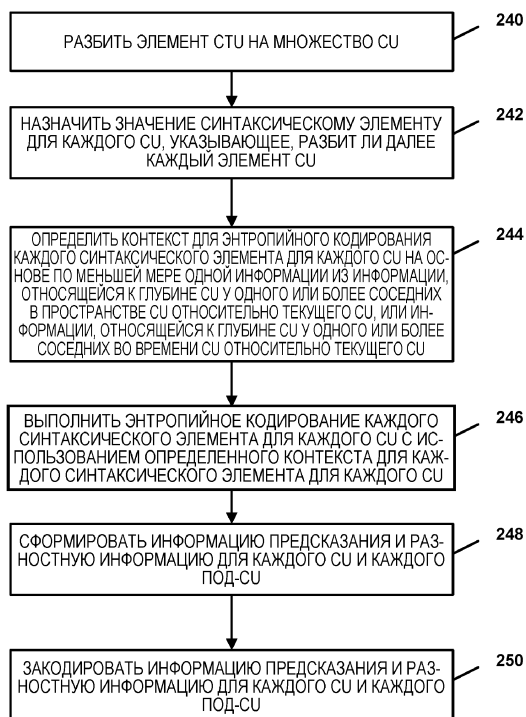 240
РАЗБИТЬ ЭЛЕМЕНТ CTU НА МНОЖЕСТВО CU
242
НАЗНАЧИТЬ ЗНАЧЕНИЕ СИНТАКСИЧЕСКОМУ ЭЛЕМЕНТУ
ДЛЯ КАЖДОГО CU, УКАЗЫВАЮЩЕЕ, РАЗБИТ ЛИ ДАЛЕЕ
КАЖДЫЙ ЭЛЕМЕНТ CU
244
ОПРЕДЕЛИТЬ КОНТЕКСТ ДЛЯ ЭНТРОПИЙНОГО КОДИРОВАНИЯ
КАЖДОГО СИНТАКСИЧЕСКОГО ЭЛЕМЕНТА ДЛЯ КАЖДОГО CU НА ОС-
НОВЕ ПО МЕНЬШЕЙ МЕРЕ ОДНОЙ ИНФОРМАЦИИ ИЗ ИНФОРМАЦИИ,
ОТНОСЯЩЕЙСЯ К ГЛУБИНЕ CU У ОДНОГО ИЛИ БОЛЕЕ СОСЕДНИХ
В ПРОСТРАНСТВЕ CU ОТНОСИТЕЛЬНО ТЕКУЩЕГО CU, ИЛИ ИН-
ФОРМАЦИИ, ОТНОСЯЩЕЙСЯ К ГЛУБИНЕ CU У ОДНОГО ИЛИ БОЛЕЕ
СОСЕДНИХ ВО ВРЕМЕНИ CU ОТНОСИТЕЛЬНО ТЕКУЩЕГО CU
246
ВЫПОЛНИТЬ ЭНТРОПИЙНОЕ КОДИРОВАНИЕ КАЖДОГО
СИНТАКСИЧЕСКОГО ЭЛЕМЕНТА ДЛЯ КАЖДОГО CU С ИС-
ПОЛЬЗОВАНИЕМ ОПРЕДЕЛЕННОГО КОНТЕКСТА ДЛЯ КАЖ-
ДОГО СИНТАКСИЧЕСКОГО ЭЛЕМЕНТА ДЛЯ КАЖДОГО CU
248
СФОРМИРОВАТЬ ИНФОРМАЦИЮ ПРЕДСКАЗАНИЯ И РАЗ-
НОСТНУЮ ИНФОРМАЦИЮ ДЛЯ КАЖДОГО CU И КАЖДОГО
ПОД-CU
250
ЗАКОДИРОВАТЬ ИНФОРМАЦИЮ ПРЕДСКАЗАНИЯ И РАЗ-
НОСТНУЮ ИНФОРМАЦИЮ ДЛЯ КАЖДОГО CU И КАЖДОГО
ПОД-CU